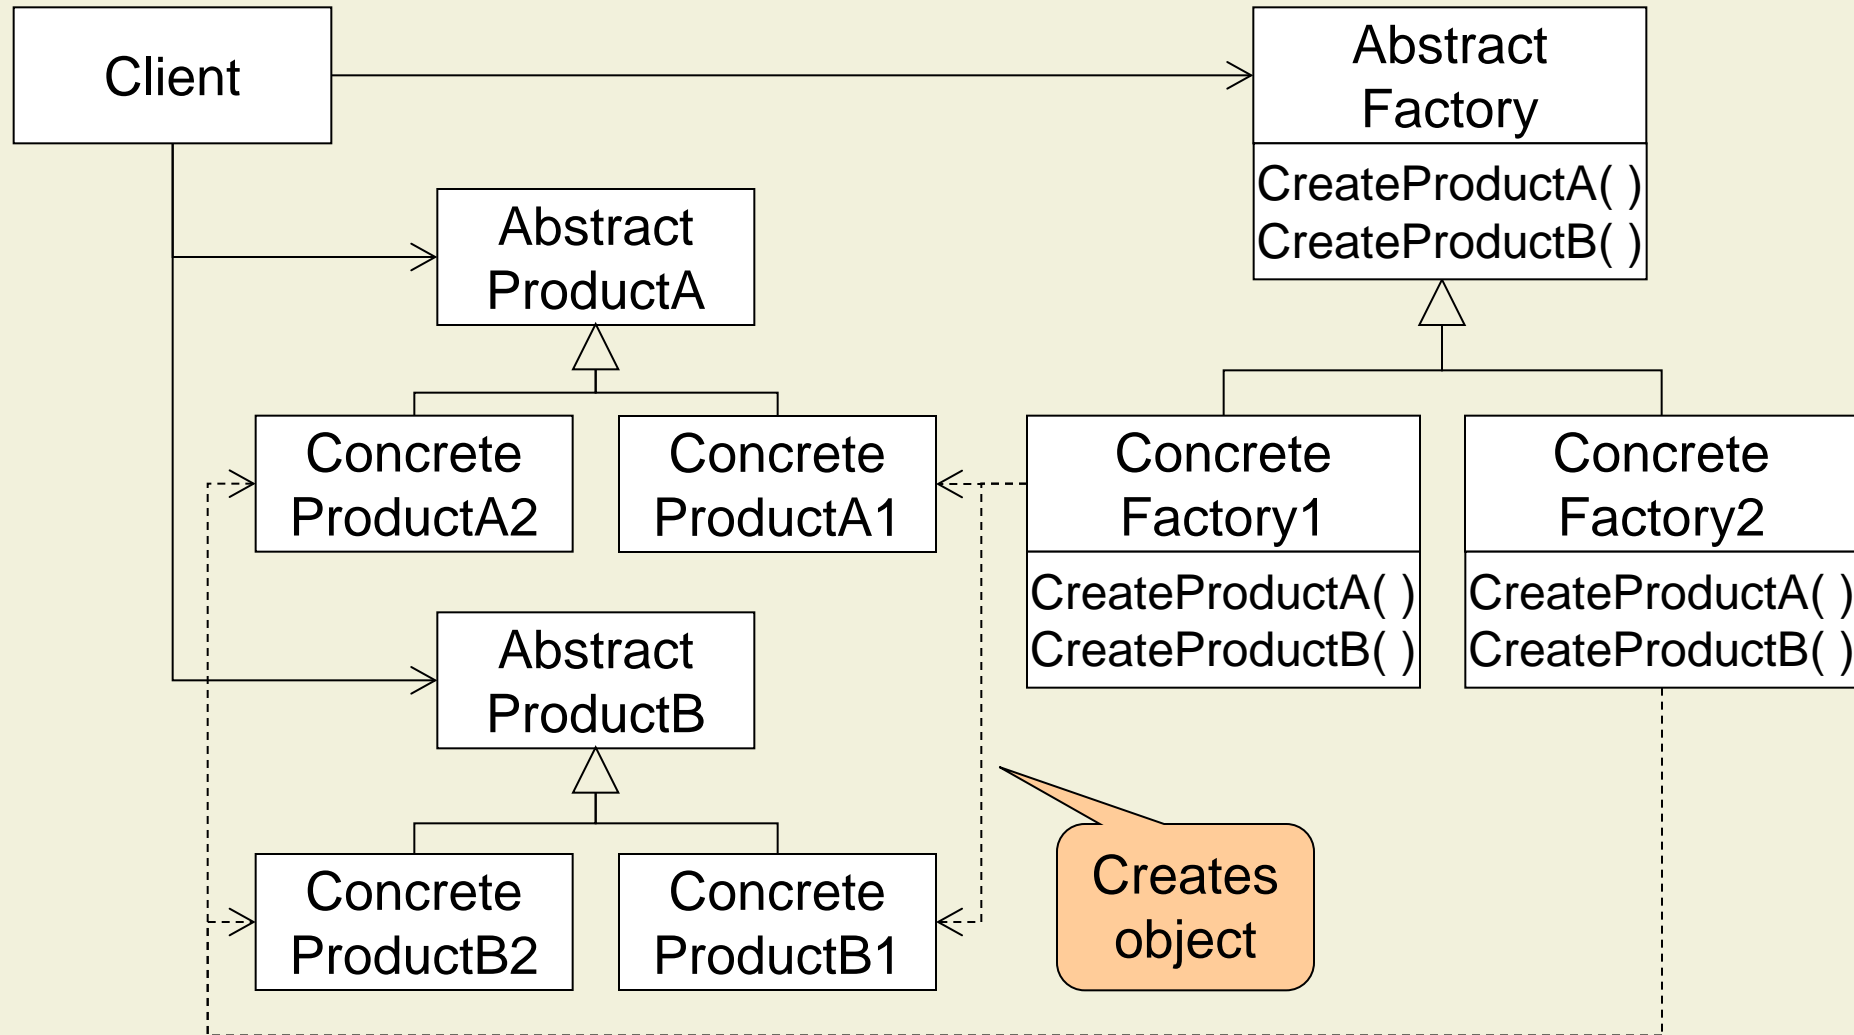 Client
Abstract
Factory
CreateProductA( )
CreateProductB( )
Abstract
ProductA
Concrete
ProductA2
Concrete
ProductA1
Concrete
Factory1
CreateProductA( )
CreateProductB( )
Concrete
Factory2
CreateProductA( )
CreateProductB( )
Abstract
ProductB
Concrete
ProductB2
Concrete
ProductB1
Creates
object